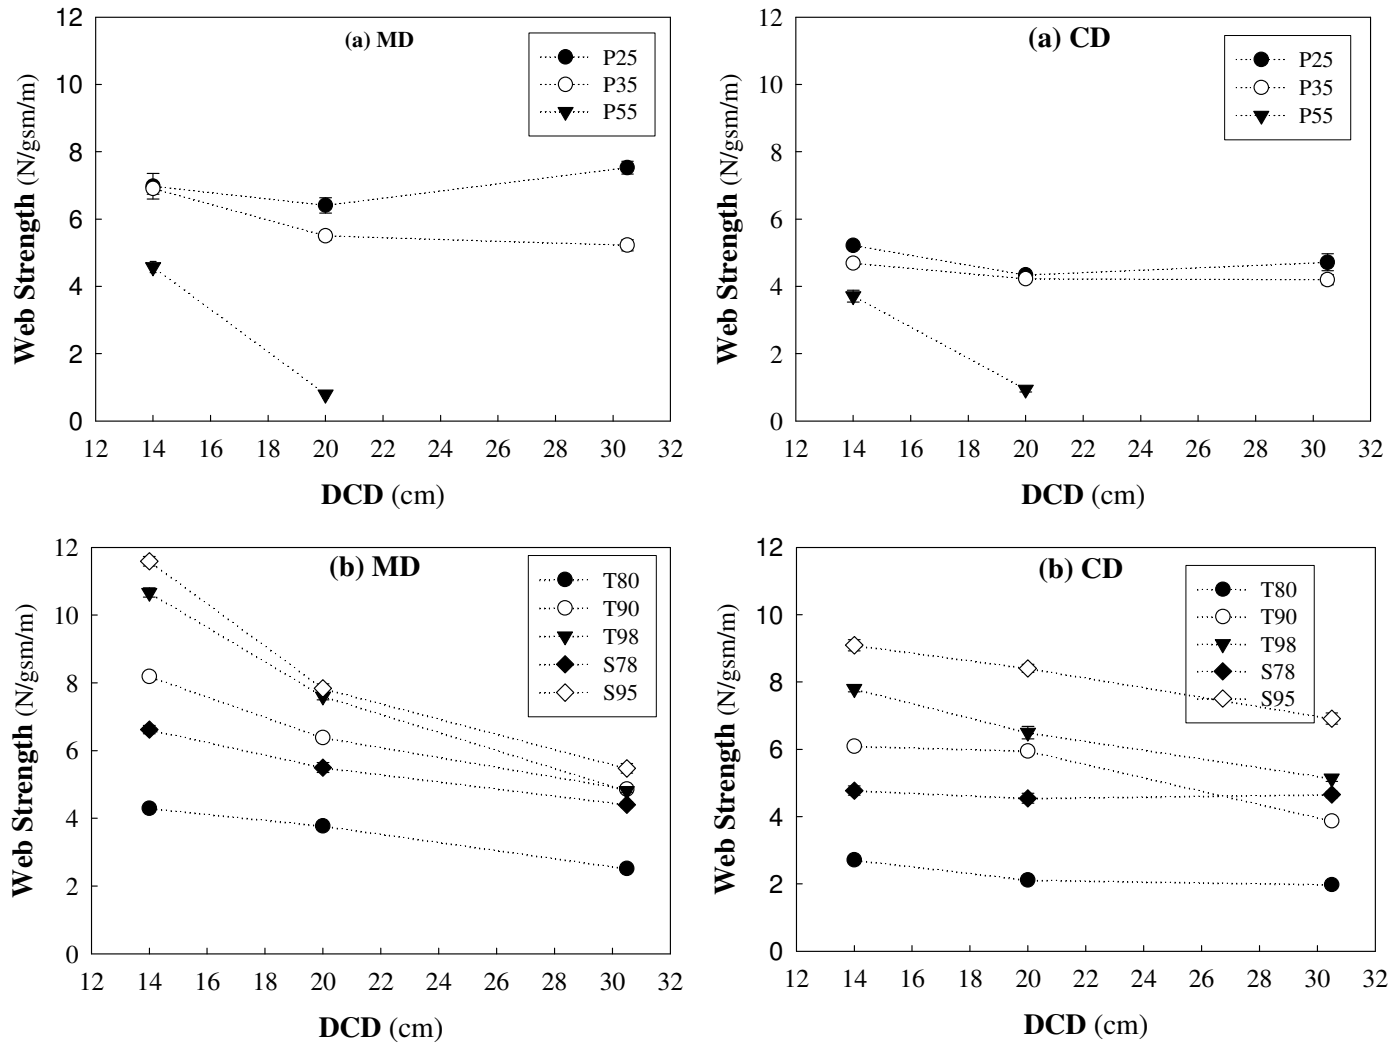 (a) MD
P25
P35
P55
12
10
8
6
4
2
0
Web Strength (N/gsm/m)
12 14 16 18 20 22 24 26 28 30 32
DCD (cm)
(a) CD
P25
P35
P55
12
10
8
6
4
2
0
Web Strength (N/gsm/m)
12 14 16 18 20 22 24 26 28 30 32
DCD (cm)
(b) MD
T80
T90
T98
S78
S95
12
10
8
6
4
2
0
Web Strength (N/gsm/m)
12 14 16 18 20 22 24 26 28 30 32
DCD (cm)
(b) CD
T80
T90
T98
S78
S95
12
10
8
6
4
2
0
Web Strength (N/gsm/m)
12 14 16 18 20 22 24 26 28 30 32
DCD (cm)